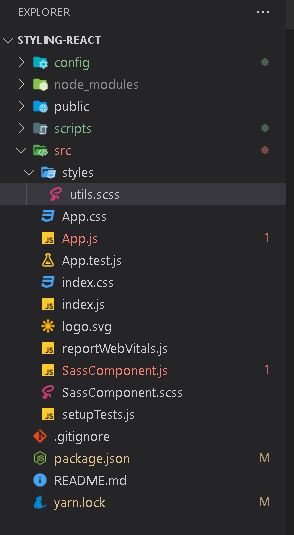 EXPLORER
STYLING-REACT
config
node_modules
public
scripts
src
styles
utils.scss
App.css
App.js 1
App.test.js
index.css
index.js
logo.svg
reportWebVitals.js
SassComponent.js 1
SassComponent.scss
setupTests.js
.gitignore
package.json M
README.md
yarn.lock M